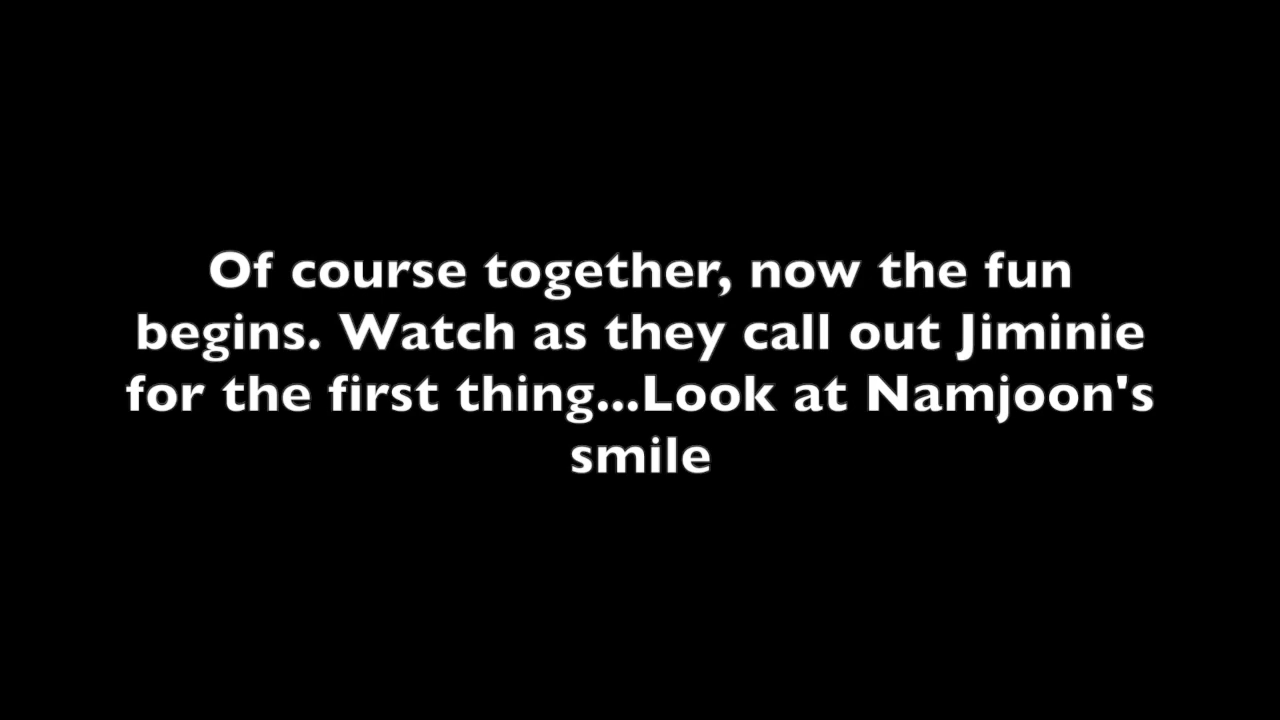 Of course together, now the fun
begins. Watch as they call out Jiminie
for the first thing...Look at Namjoon's
smile